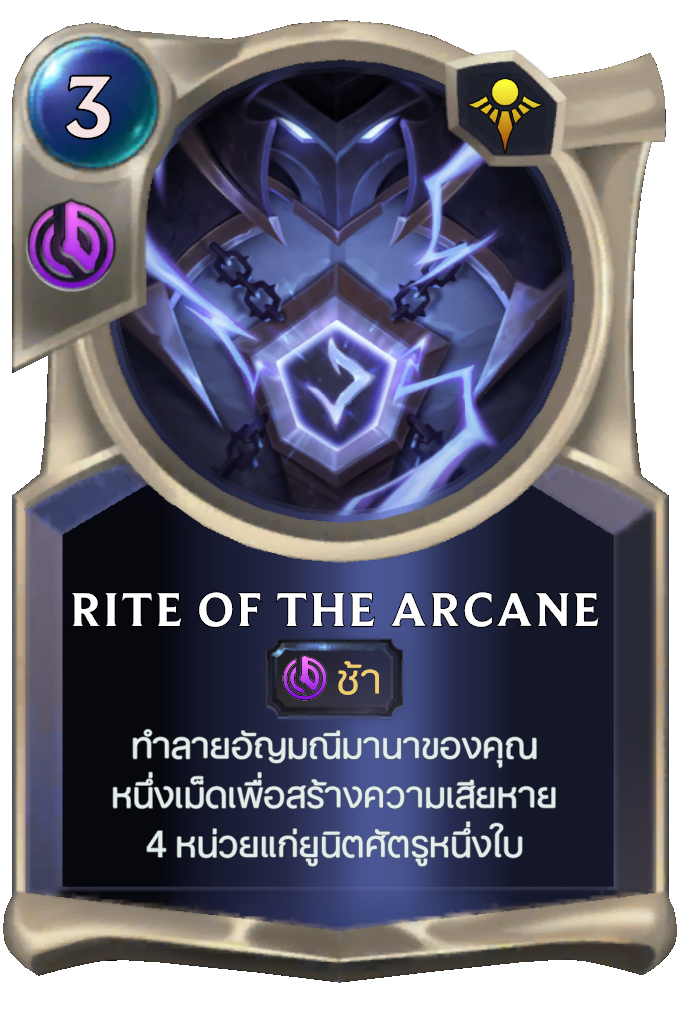 3
RITE OF THE ARCANE
ช้า
ทำลายอัญมณีมานาของคุณ
หนึ่งเม็ดเพื่อสร้างความเสียหาย
4 หน่วยแก่ยูนิตศัตรูหนึ่งใบ